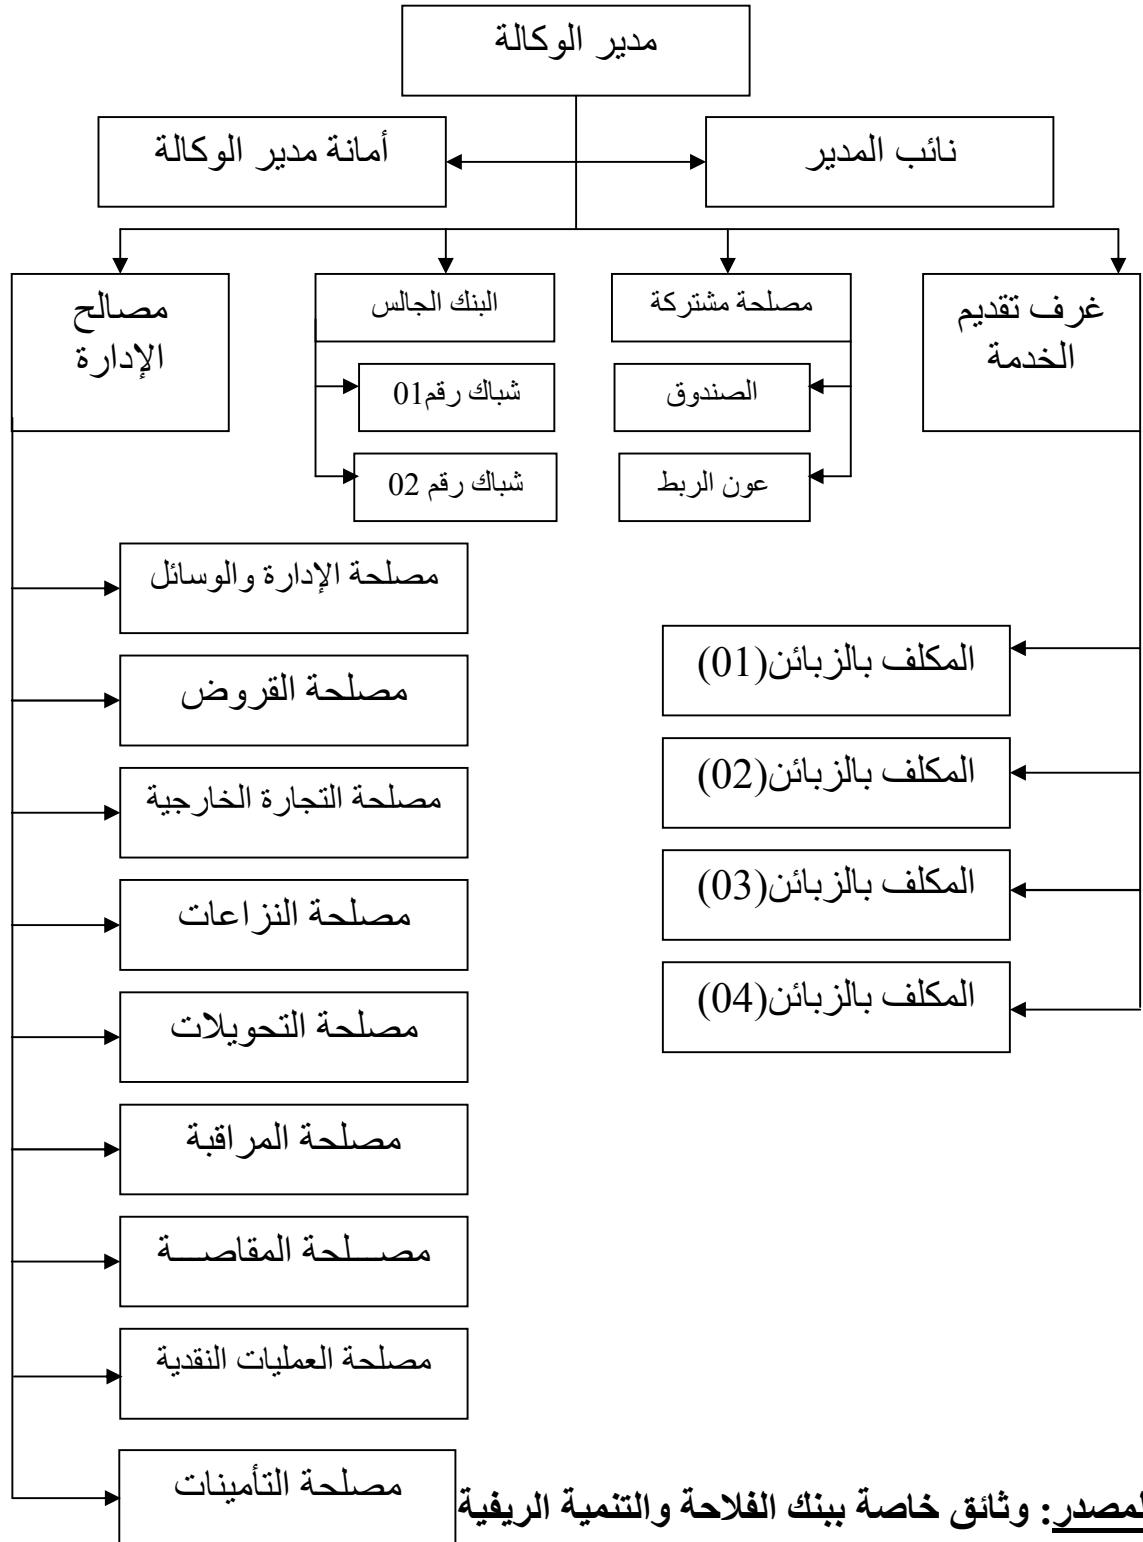 مدير الوكالة
نائب المدير
أمانة مدير الوكالة
غرف تقديم
الخدمة
مصلحة مشتركة
البنك الجالس
مصالح
الإدارة
الصندوق
عون الربط
شباك رقم01
شباك رقم 02
المكلف بالزبائن(01)
المكلف بالزبائن(02)
المكلف بالزبائن(03)
المكلف بالزبائن(04)
مصلحة الإدارة والوسائل
مصلحة القروض
مصلحة التجارة الخارجية
مصلحة النزاعات
مصلحة التحويلات
مصلحة المراقبة
مصـــلحة المقاصـــة
مصلحة العمليات النقدية
مصلحة التأمينات
لمصدر: وثائق خاصة ببنك الفلاحة والتنمية الريفية